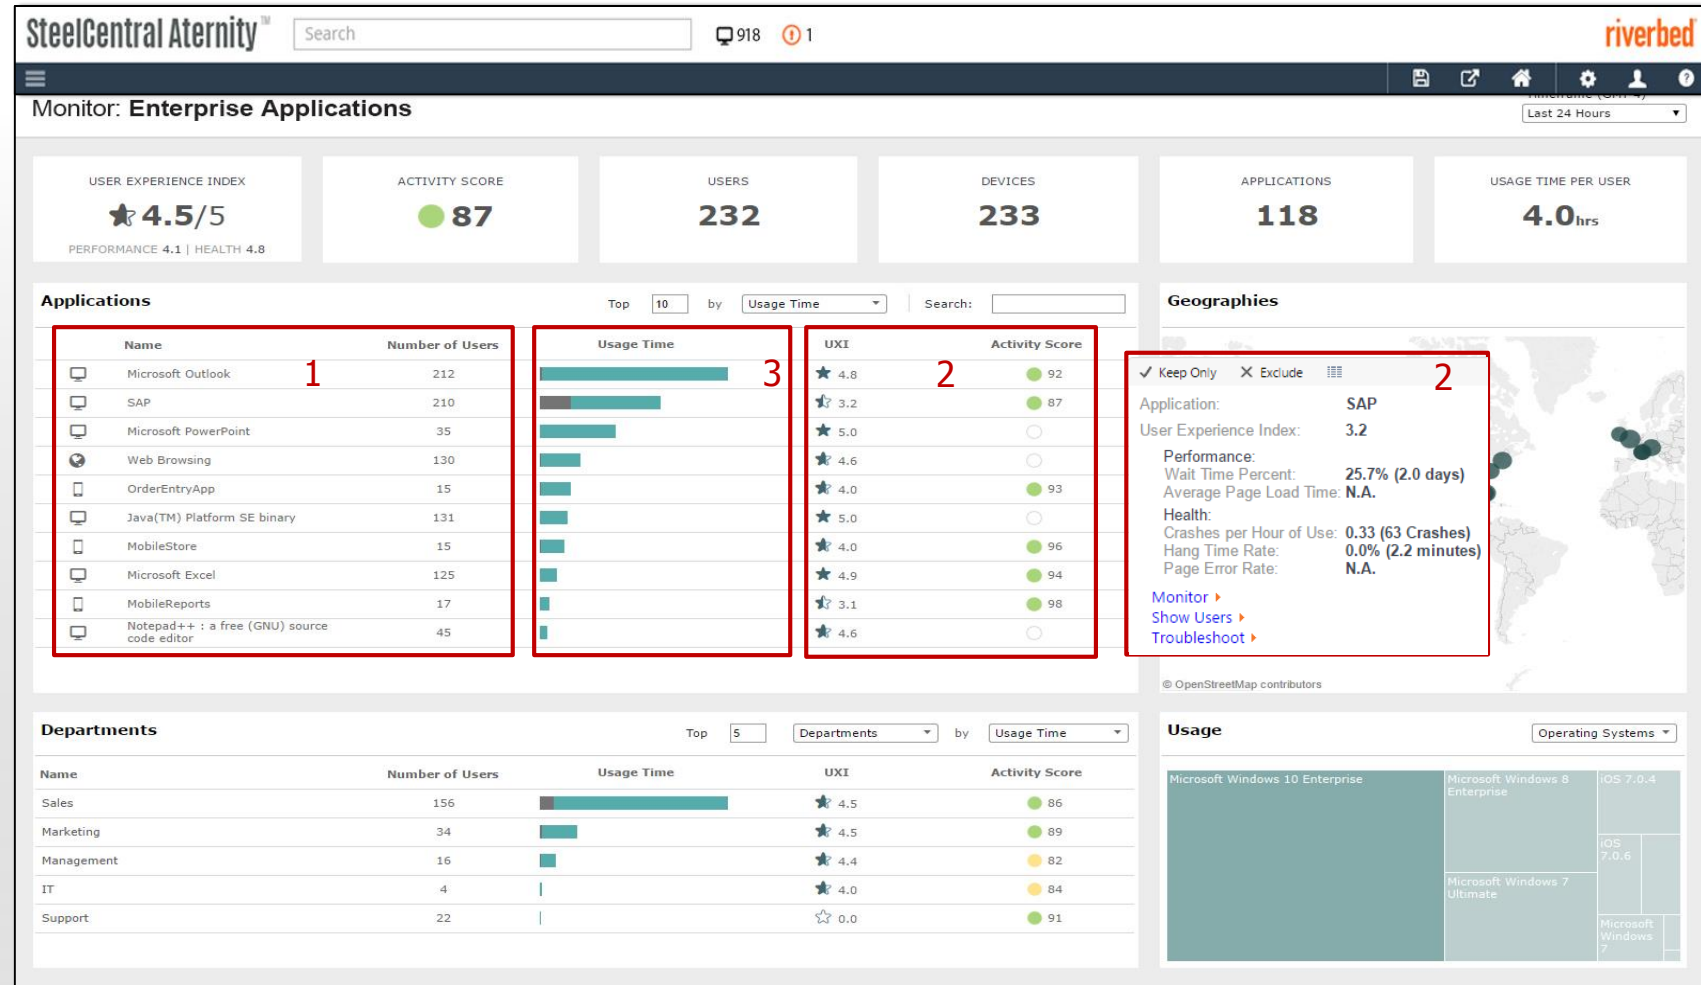 SteelCentral Aternity™ Search 918 1 riverbed
Monitor: Enterprise Applications
Last 24 Hours
USER EXPERIENCE INDEX ACTIVITY SCORE USERS DEVICES APPLICATIONS USAGE TIME PER USER
4.5/5 87 232 233 118 4.0hrs
PERFORMANCE 4.1 | HEALTH 4.8
Applications Top 10 by Usage Time Search:
Name Number of Users Usage Time UXI Activity Score
Microsoft Outlook 212 4.8 92
SAP 210 3.2 87
Microsoft PowerPoint 35 5.0
Web Browsing 130 4.6
OrderEntryApp 15 4.0 93
Java(TM) Platform SE binary 131 5.0
MobileStore 15 4.0 96
Microsoft Excel 125 4.9 94
MobileReports 17 3.1 98
Notepad++ : a free (GNU) source
code editor 45 4.6
1
3
2
Geographies
Keep Only Exclude 2
Application: SAP
User Experience Index: 3.2
Performance:
Wait Time Percent: 25.7% (2.0 days)
Average Page Load Time: N.A.
Health:
Crashes per Hour of Use: 0.33 (63 Crashes)
Hang Time Rate: 0.0% (2.2 minutes)
Page Error Rate: N.A.
Monitor
Show Users
Troubleshoot
© OpenStreetMap contributors
Departments Top 5 Departments by Usage Time
Name Number of Users Usage Time UXI Activity Score
Sales 156 4.5 86
Marketing 34 4.5 89
Management 16 4.4 82
IT 4 4.0 84
Support 22 0.0 91
Usage Operating Systems
Microsoft Windows 10 Enterprise
Microsoft Windows 8
Enterprise
iOS 7.0.4
iOS
7.0.6
Microsoft Windows 7
Ultimate
Microsoft
Windows
7